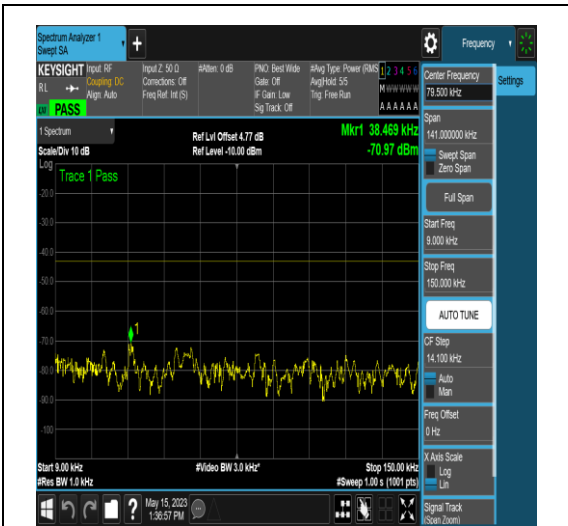 Spectrum Analyzer 1
Swept SA
+
Frequency
KEYSIGHT Input: RF Input Z: 50 Ω #Atten: 0 dB PNO: Best Wide #Avg Type: Power (RMS 1 2 3 4 5 6
RL Coupling: DC Corrections: Off Gate: Off Avg|Hold: 5/5 M W W W W W
Align: Auto Freq Ref: Int (S) IF Gain: Low Trig: Free Run
PASS Sig Track: Off A A A A A A
1 Spectrum
Scale/Div 10 dB
Ref Lvl Offset 4.77 dB
Ref Level -10.00 dBm
Mkr1 38.469 kHz
-70.97 dBm
Log
Trace 1 Pass
-20.0
-30.0
-40.0
-50.0
-60.0
-70.0
-80.0
-90.0
-100
1
Start 9.00 kHz #Video BW 3.0 kHz* Stop 150.00 kHz
#Res BW 1.0 kHz #Sweep 1.00 s (1001 pts)
May 15, 2023
1:36:57 PM
?
Center Frequency
79.500 kHz
Settings
Span
141.000000 kHz
Swept Span
Zero Span
Full Span
Start Freq
9.000 kHz
Stop Freq
150.000 kHz
AUTO TUNE
CF Step
14.100 kHz
Auto
Man
Freq Offset
0 Hz
X Axis Scale
Log
Lin
Signal Track
(Span Zoom)